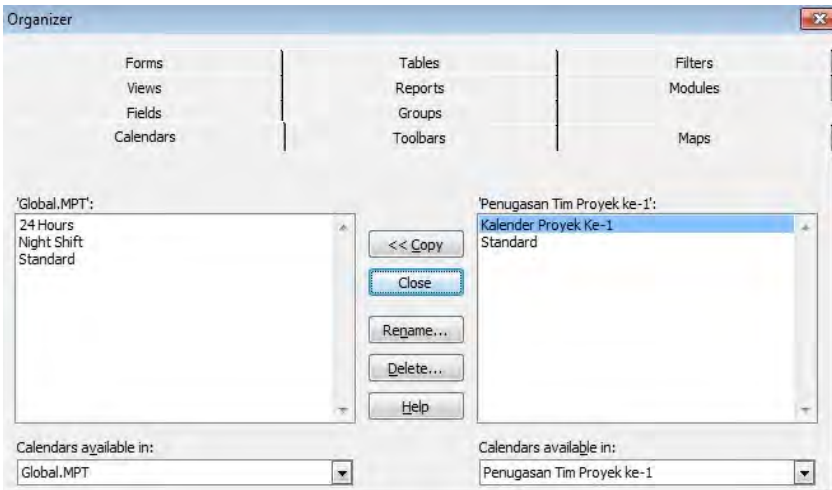 Organizer
Forms Tables Filters
Views Reports Modules
Fields Groups
Calendars Toolbars Maps
'Global.MPT':
24 Hours
Night Shift
Standard
<< Copy
Close
Rename...
Delete...
Help
'Penugasan Tim Proyek ke-1':
Kalender Proyek Ke-1
Standard
Calendars available in:
Global.MPT
Calendars available in:
Penugasan Tim Proyek ke-1